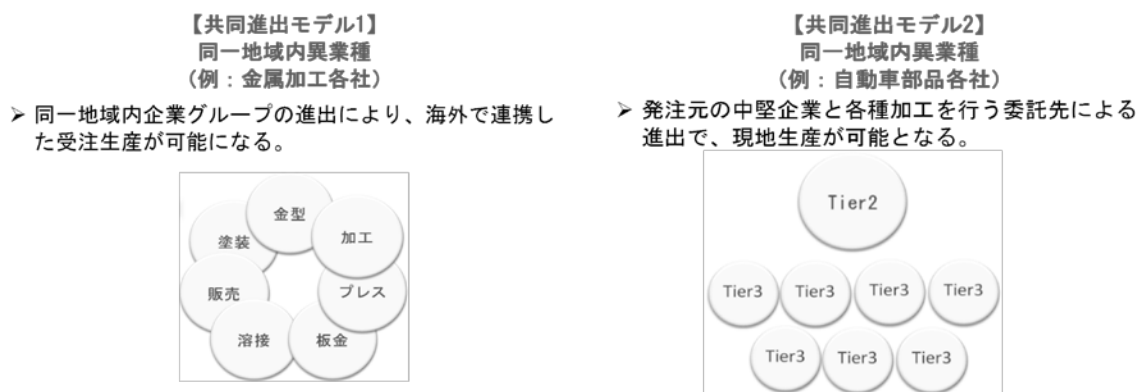 【共同進出モデル1】
同一地域内異業種
（例：金属加工各社）
➢ 同一地域内企業グループの進出により、海外で連携し
た受注生産が可能になる。
金型
加工
塗装
プレス
販売
溶接
板金
【共同進出モデル2】
同一地域内異業種
（例：自動車部品各社）
➢ 発注元の中堅企業と各種加工を行う委託先による
進出で、現地生産が可能となる。
Tier2
Tier3 Tier3 Tier3 Tier3
Tier3 Tier3 Tier3